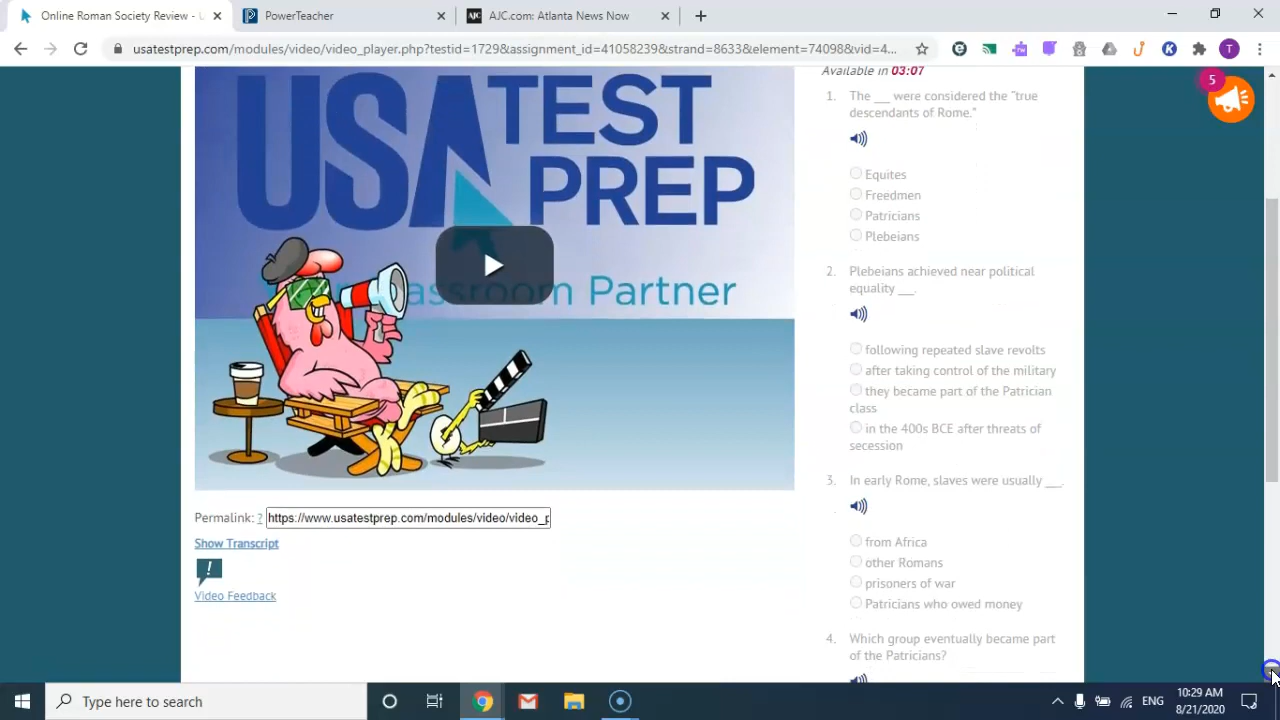 Online Roman Society Review - L
PowerTeacher
AJC.com: Atlanta News Now
usatestprep.com/modules/video/video_player.php?testid=1729&assignment_id=41058239&strand=8633&element=74098&vid=4...
T
5
USATESTPREP
Classroom Partner
Available in 03:07
1. The ___ were considered the "true
descendants of Rome."
Equites
Freedmen
Patricians
Plebeians
2. Plebeians achieved near political
equality ___.
following repeated slave revolts
after taking control of the military
they became part of the Patrician
class
in the 400s BCE after threats of
secession
3. In early Rome, slaves were usually ___.
from Africa
other Romans
prisoners of war
Patricians who owed money
4. Which group eventually became part
of the Patricians?
Permalink: ? https://www.usatestprep.com/modules/video/video_p
Show Transcript
!
Video Feedback
Type here to search
ENG
10:29 AM
8/21/2020